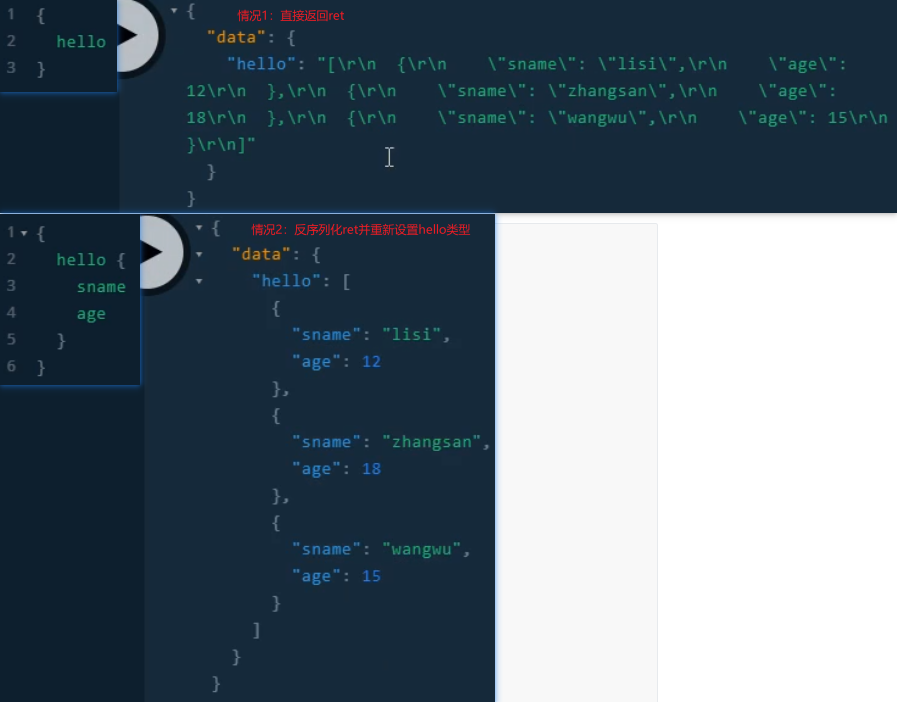 1 {
2 hello
3 }
情况1：直接返回ret
{
"data": {
"hello": "[\r\n  {\r\n    \"sname\": \"lisi\",\r\n    \"age\":
12\r\n  },\r\n  {\r\n    \"sname\": \"zhangsan\",\r\n    \"age\":
18\r\n  },\r\n  {\r\n    \"sname\": \"wangwu\",\r\n    \"age\": 15\r\n
}\r\n]"
}
}
1 {
2 hello {
3 sname
4 age
5 }
6 }
情况2：反序列化ret并重新设置hello类型
{
"data": {
"hello": [
{
"sname": "lisi",
"age": 12
},
{
"sname": "zhangsan",
"age": 18
},
{
"sname": "wangwu",
"age": 15
}
]
}
}